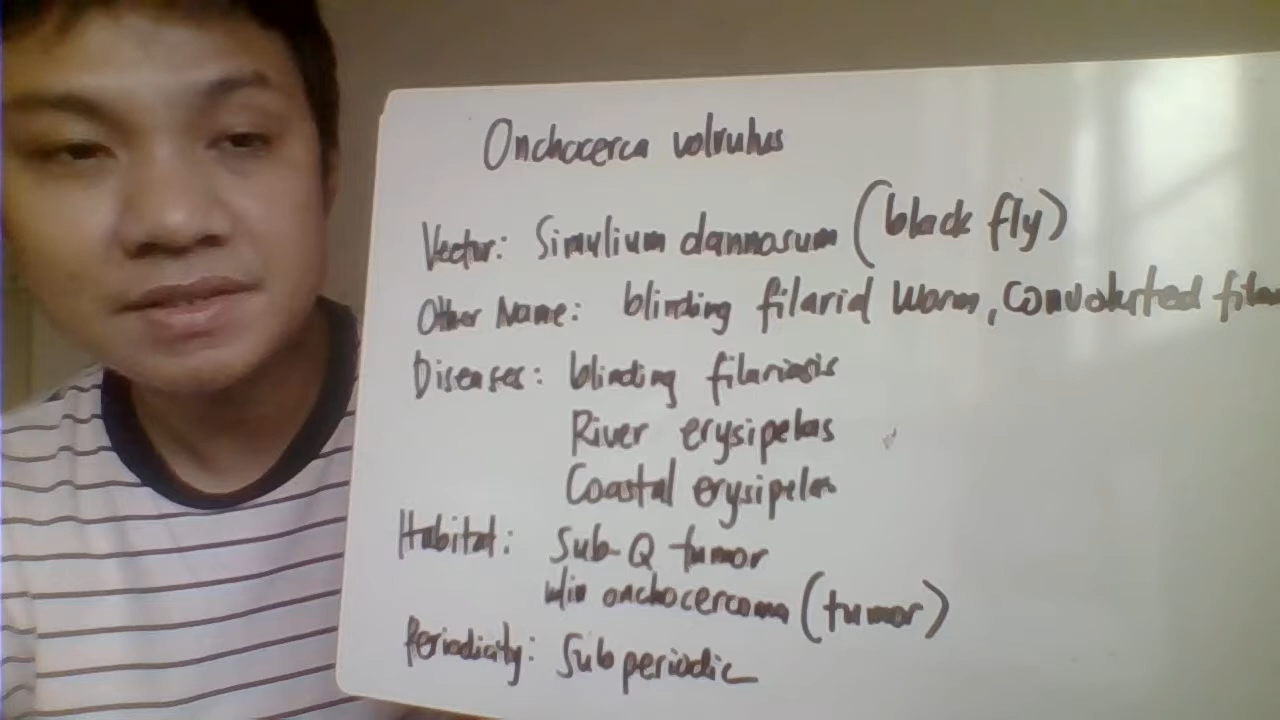 Onchocerca volvulus
Vector: Simulium damnosum (black fly)
Other Name: blinding filarid worm, convoluted filar
Diseases: blinding filariasis
River erysipelas
Coastal erysipelas
Habitat: Sub-Q tumor
w/in onchocercoma (tumor)
Periodicity: Subperiodic